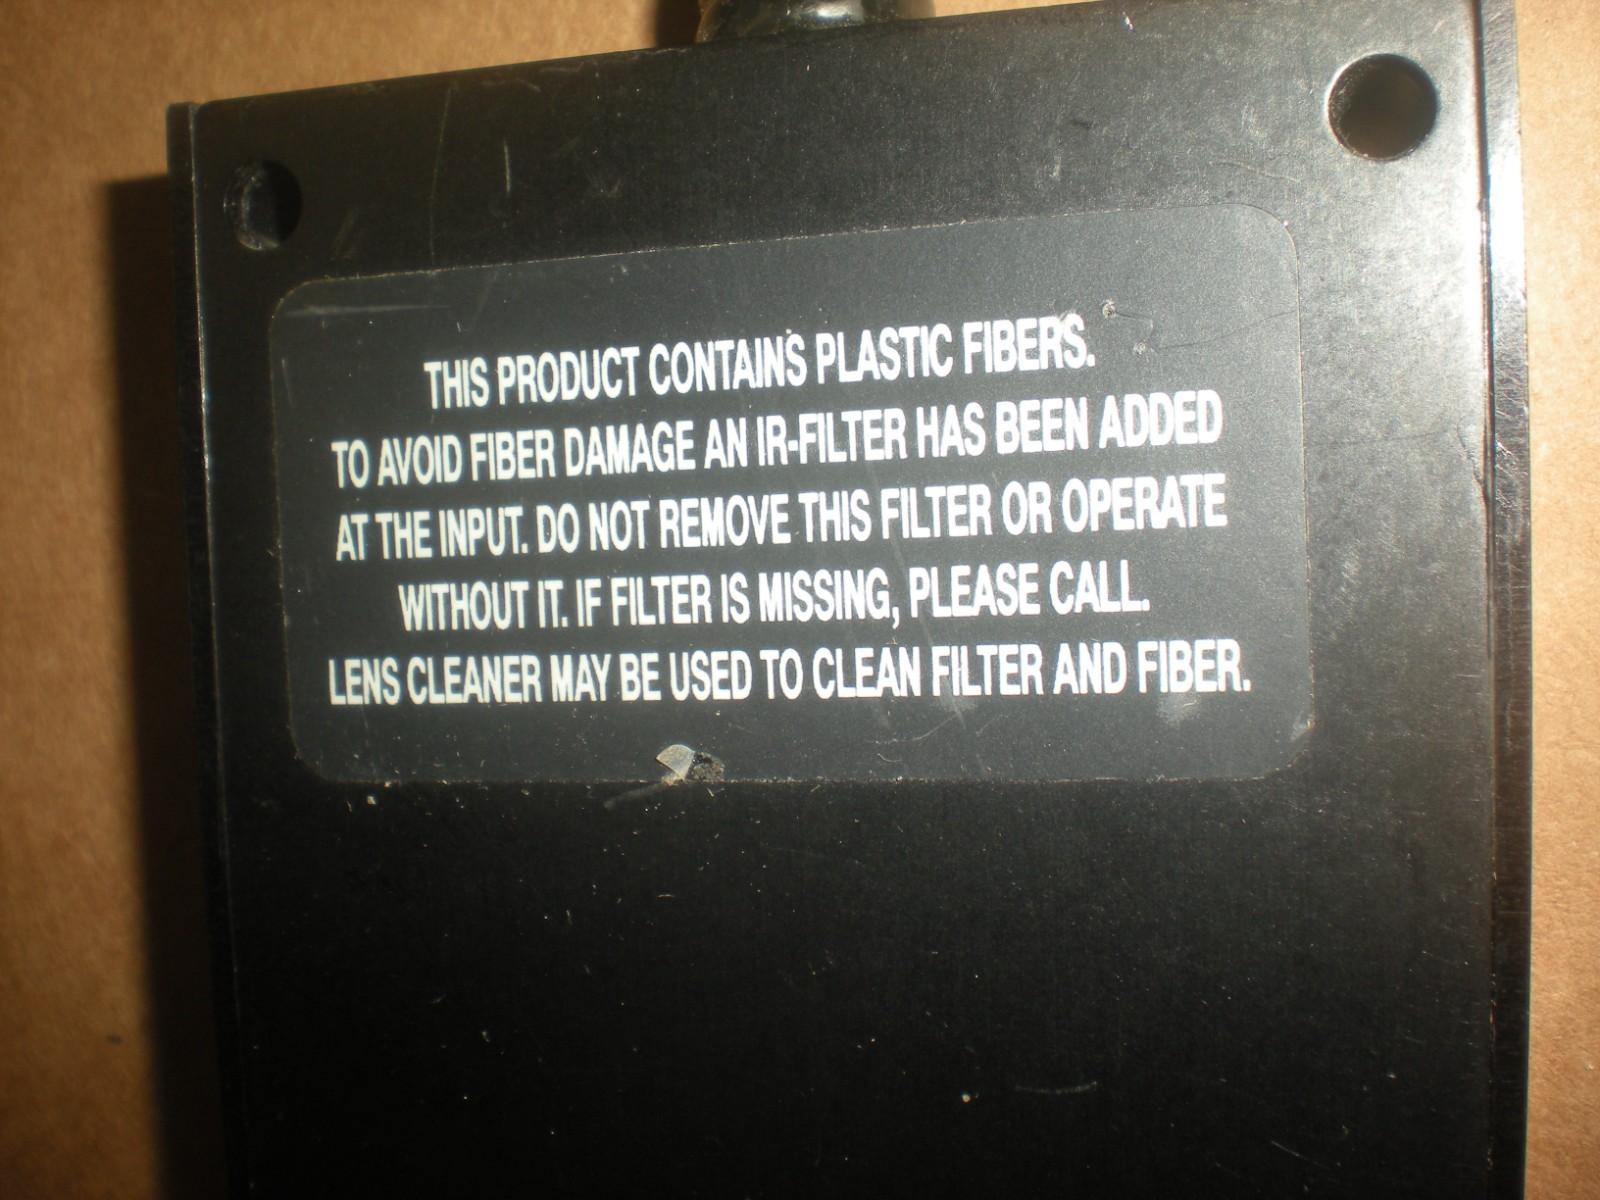 THIS PRODUCT CONTAINS PLASTIC FIBERS.
TO AVOID FIBER DAMAGE AN IR-FILTER HAS BEEN ADDED
AT THE INPUT. DO NOT REMOVE THIS FILTER OR OPERATE
WITHOUT IT. IF FILTER IS MISSING, PLEASE CALL.
LENS CLEANER MAY BE USED TO CLEAN FILTER AND FIBER.